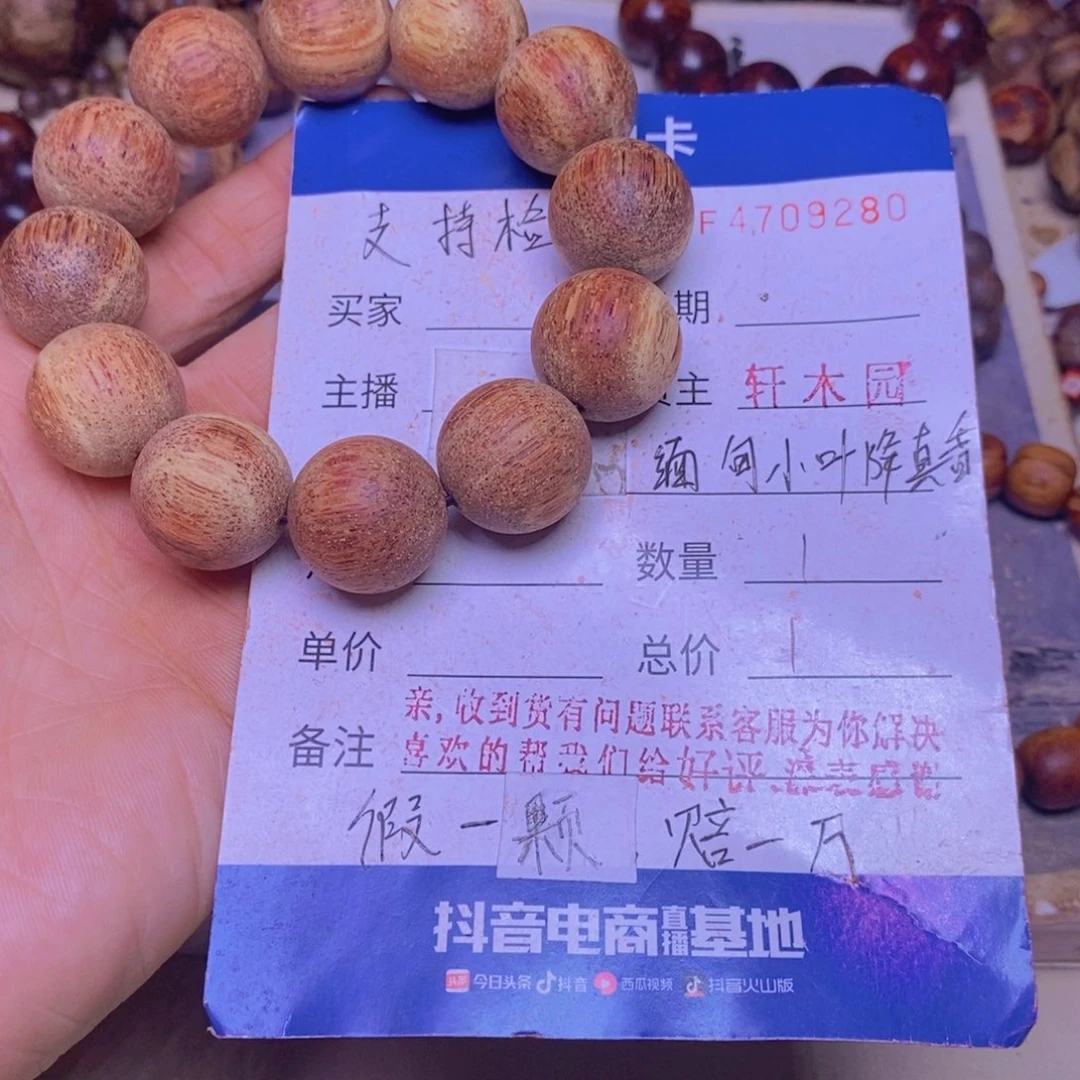 卡
支持检 F4709280
买家 期
主播 主 轩木园
缅甸小叶降真香
数量 1
单价 总价 1
亲,收到货有问题联系客服为你解决
备注 喜欢的帮我们给好评
假一颗 赔一万
抖音电商直播基地
今日头条 抖音 西瓜视频 抖音火山版